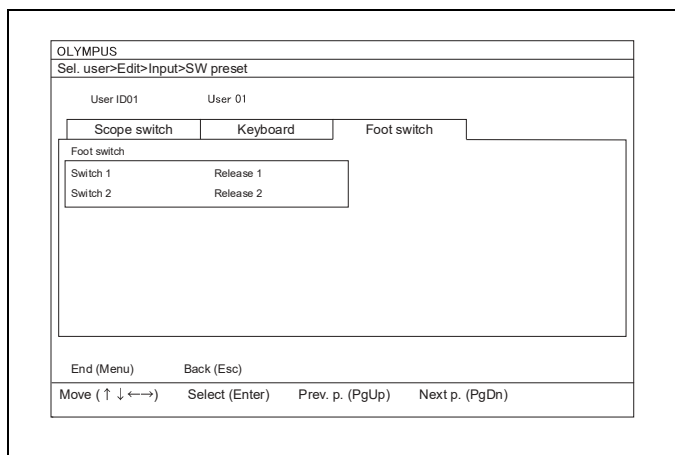 OLYMPUS
Sel. user>Edit>Input>SW preset
User ID01 User 01
Scope switch Keyboard Foot switch
Foot switch
Switch 1 Release 1
Switch 2 Release 2
End (Menu) Back (Esc)
Move (↑↓←→) Select (Enter) Prev. p. (PgUp) Next p. (PgDn)